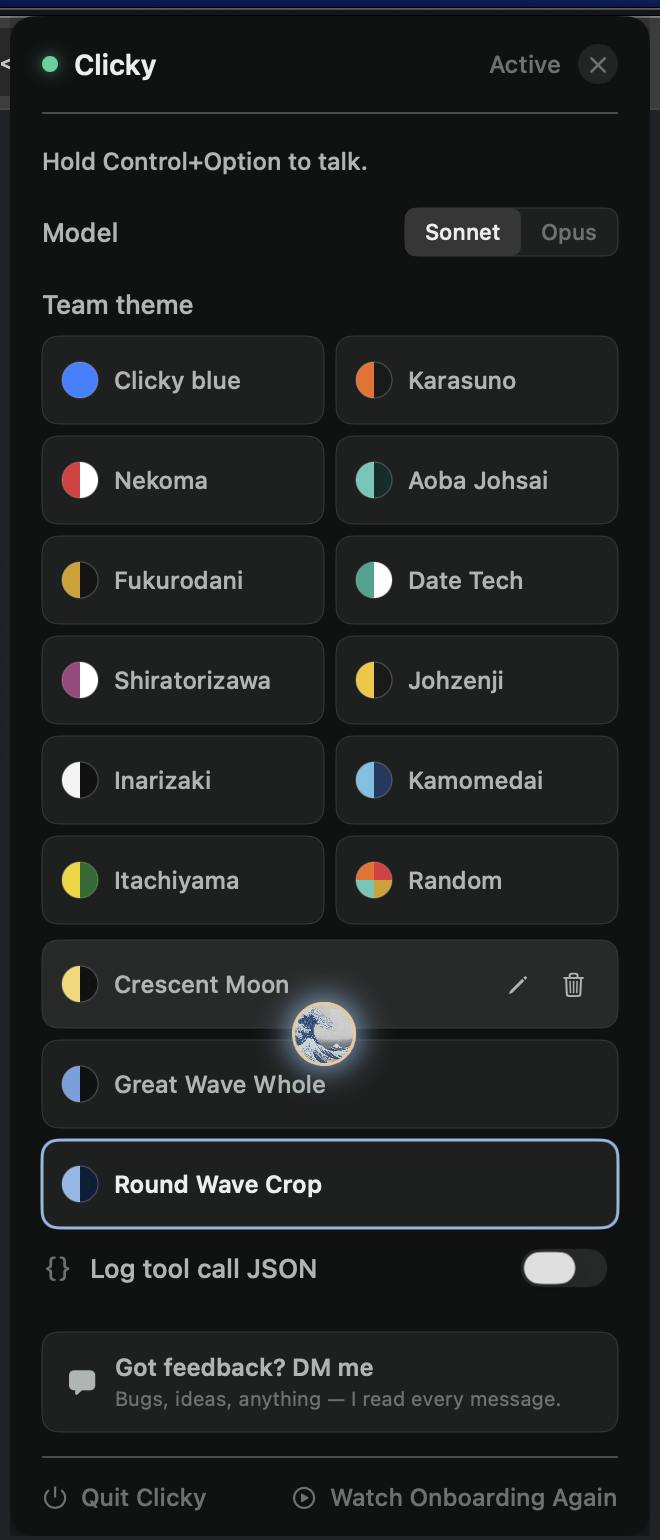 Clicky
Active
Hold Control+Option to talk.
Model
Sonnet
Opus
Team theme
Clicky blue
Karasuno
Nekoma
Aoba Johsai
Fukurodani
Date Tech
Shiratorizawa
Johzenji
Inarizaki
Kamomedai
Itachiyama
Random
Crescent Moon
Great Wave Whole
Round Wave Crop
{} Log tool call JSON
Got feedback? DM me
Bugs, ideas, anything — I read every message.
Quit Clicky
Watch Onboarding Again